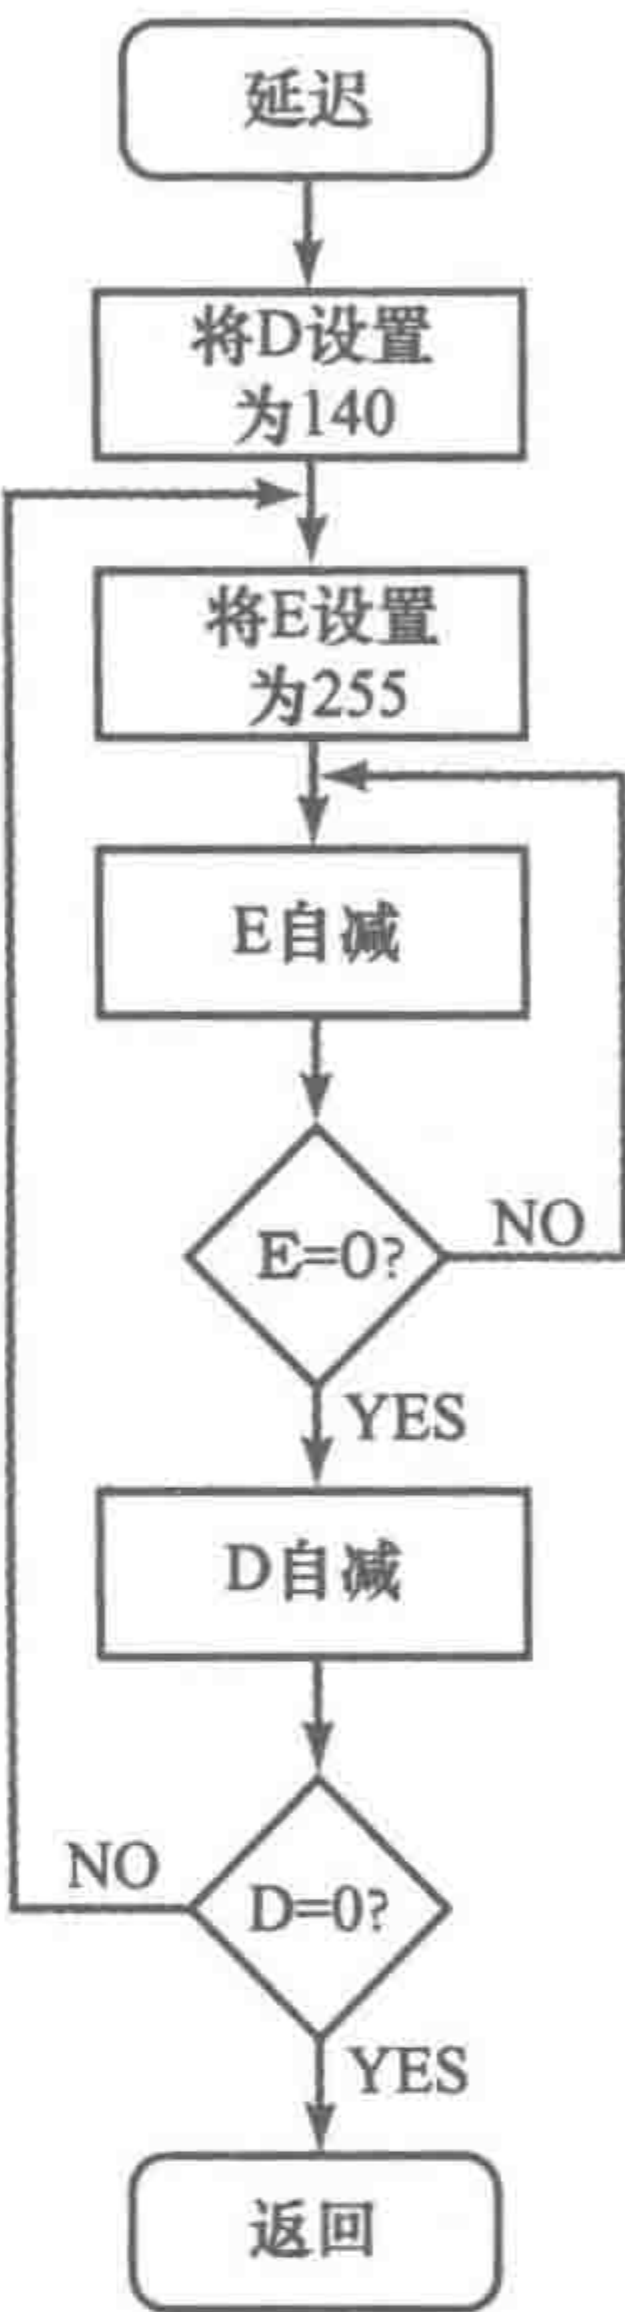 延迟
将D设置
为140
将E设置
为255
E自减
E=0?
NO
YES
D自减
NO
D=0?
YES
返回